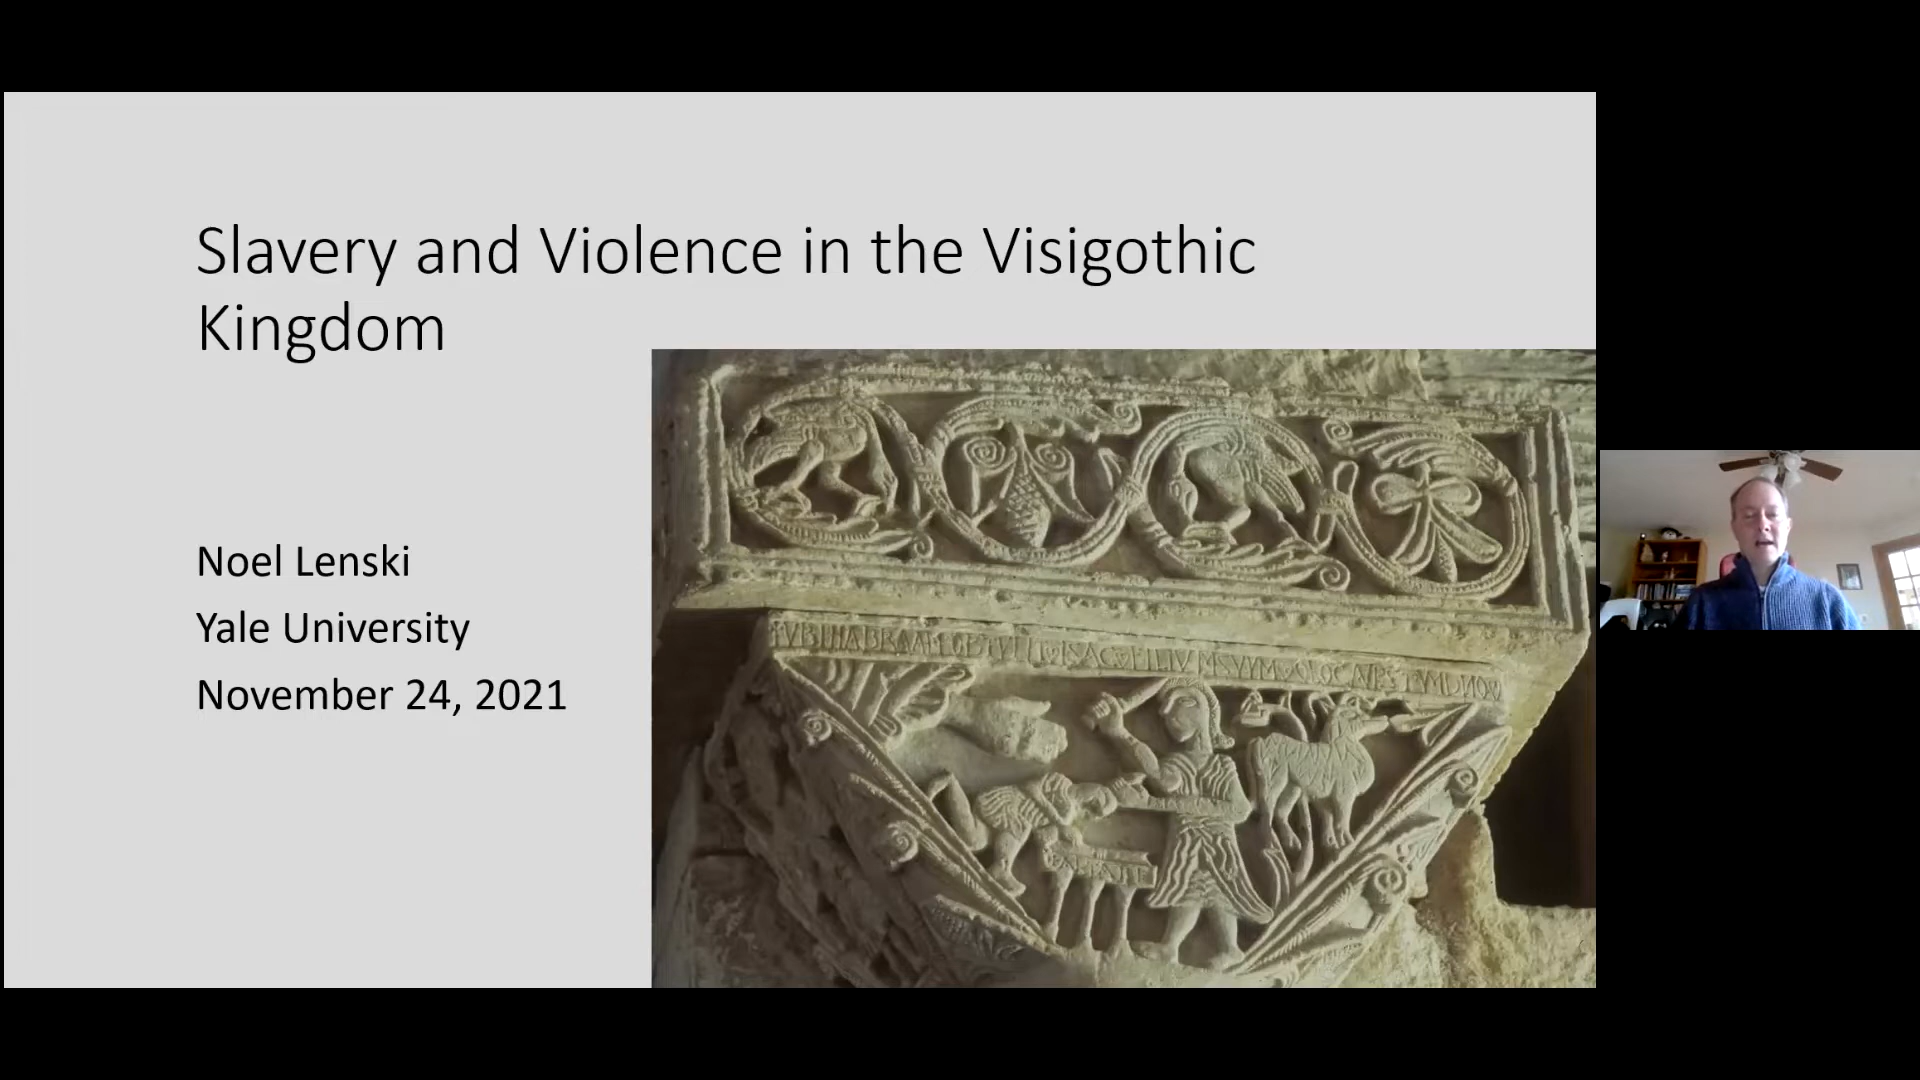 Slavery and Violence in the Visigothic
Kingdom
Noel Lenski
Yale University
November 24, 2021